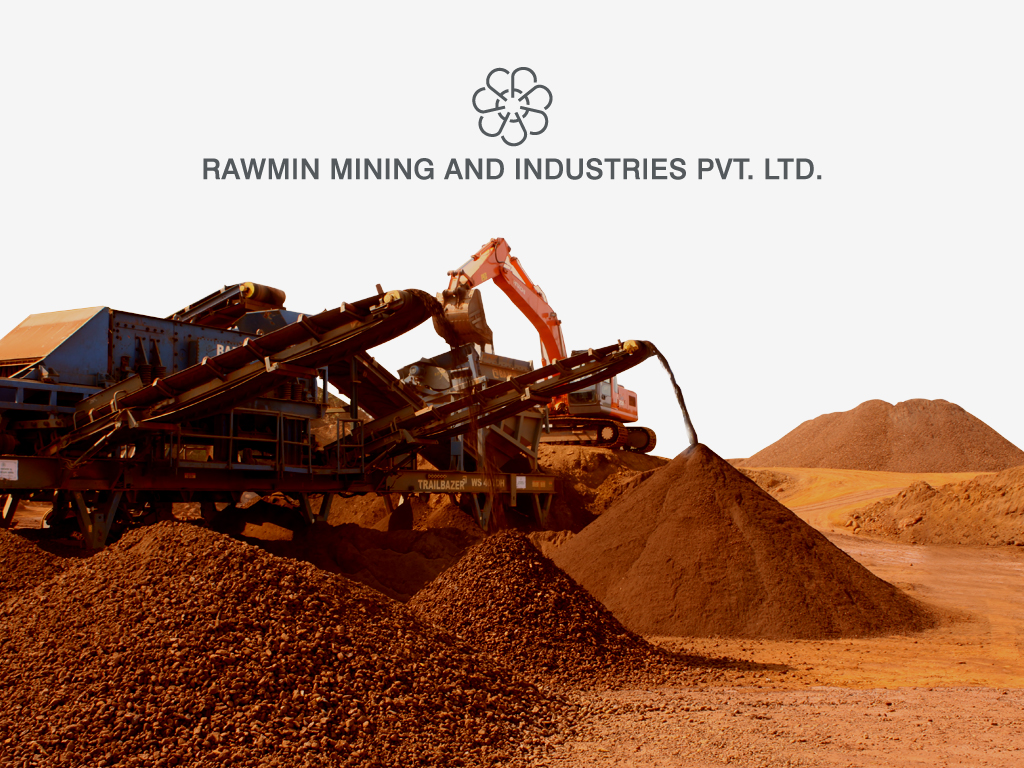 RAWMIN MINING AND INDUSTRIES PVT. LTD.
TRAILBAZER